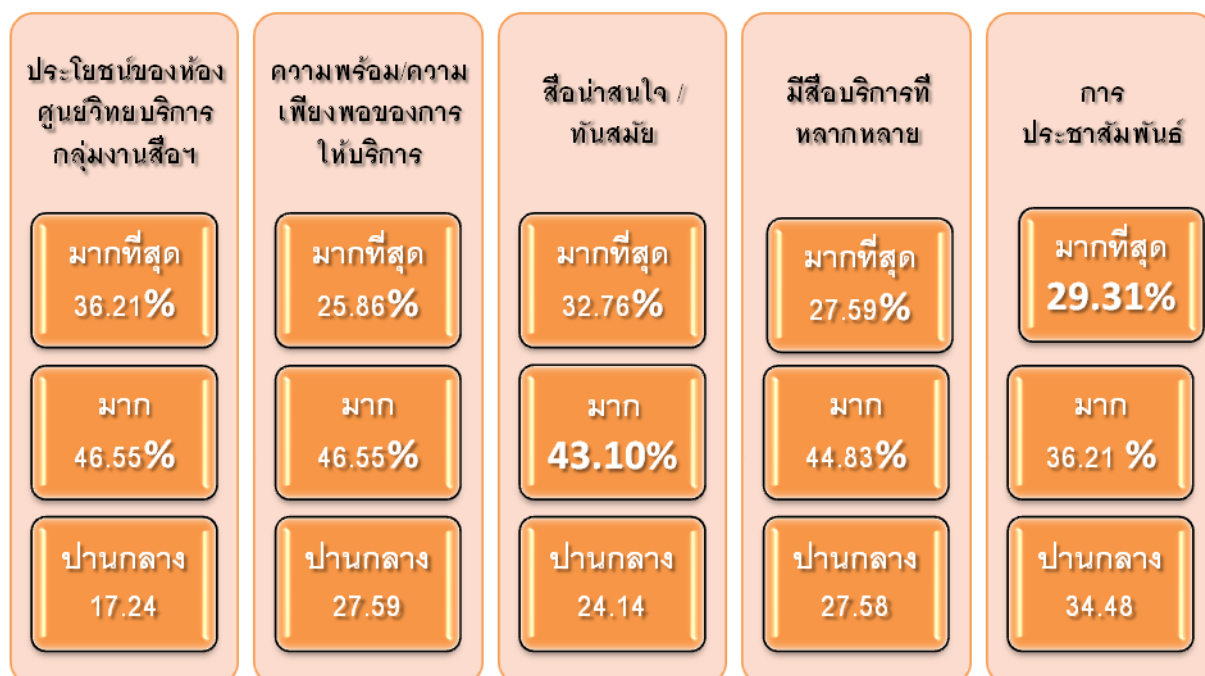 ประโยชน์ของห้อง
ศูนย์วิทยบริการ
กลุ่มงานสื่อฯ
มากที่สุด
36.21%
มาก
46.55%
ปานกลาง
17.24
ความพร้อม/ความ
เพียงพอของการ
ให้บริการ
มากที่สุด
25.86%
มาก
46.55%
ปานกลาง
27.59
สื่อน่าสนใจ /
ทันสมัย
มากที่สุด
32.76%
มาก
43.10%
ปานกลาง
24.14
มีสื่อบริการที่
หลากหลาย
มากที่สุด
27.59%
มาก
44.83%
ปานกลาง
27.58
การ
ประชาสัมพันธ์
มากที่สุด
29.31%
มาก
36.21 %
ปานกลาง
34.48